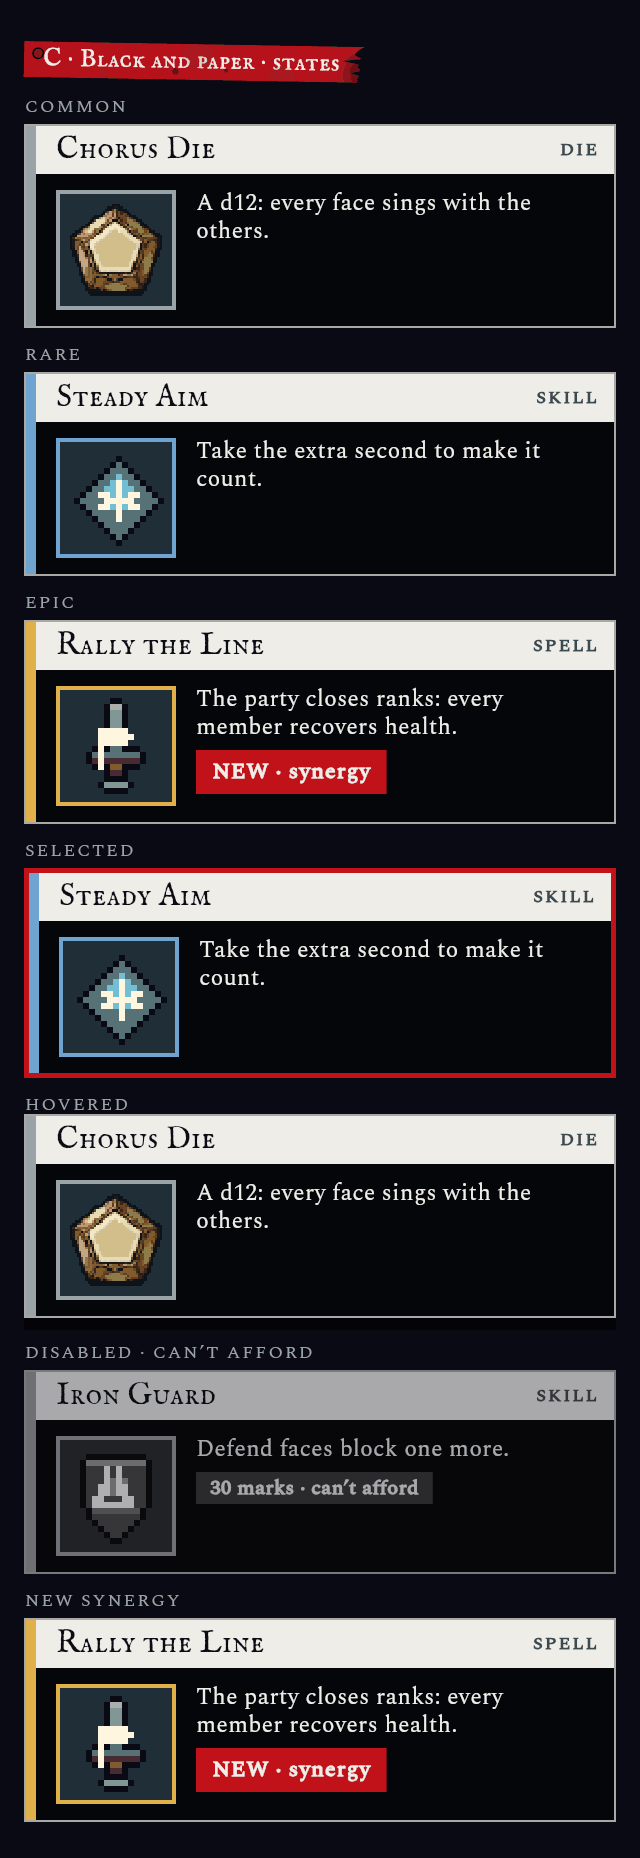 C · Black and paper · states
COMMON
Chorus Die
DIE
A d12: every face sings with the
others.
RARE
Steady Aim
SKILL
Take the extra second to make it
count.
EPIC
Rally the Line
SPELL
The party closes ranks: every
member recovers health.
NEW · synergy
SELECTED
Steady Aim
SKILL
Take the extra second to make it
count.
HOVERED
Chorus Die
DIE
A d12: every face sings with the
others.
DISABLED · CAN'T AFFORD
Iron Guard
SKILL
Defend faces block one more.
30 marks · can't afford
NEW SYNERGY
Rally the Line
SPELL
The party closes ranks: every
member recovers health.
NEW · synergy